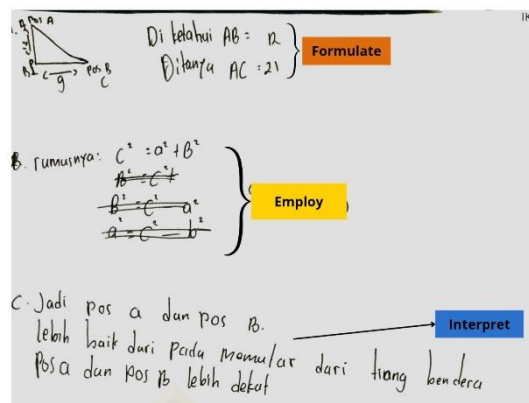 Pos A
Pos B
C
9
Diketahui AB = 12
Ditanya AC = 21
Formulate
B. rumusnya: C² = a² + B²
B² = C² +
B² = C² - a²
a² = C² - b²
Employ
C. Jadi pos a dan pos B.
lebih baik dari pada memutar dari tiang bendera
Pos a dan pos B lebih dekat
Interpret